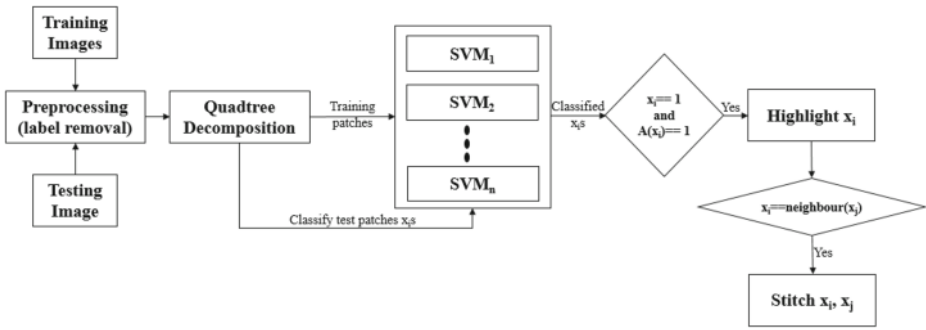 Training
Images
Preprocessing
(label removal)
Testing
Image
Quadtree
Decomposition
Training
patches
Classify test patches xᵢs
SVM₁
SVM₂
SVMₙ
Classified
xᵢs
xᵢ== 1
and
A(xᵢ)== 1
Yes
Highlight xᵢ
xᵢ==neighbour(xⱼ)
Yes
Stitch xᵢ, xⱼ